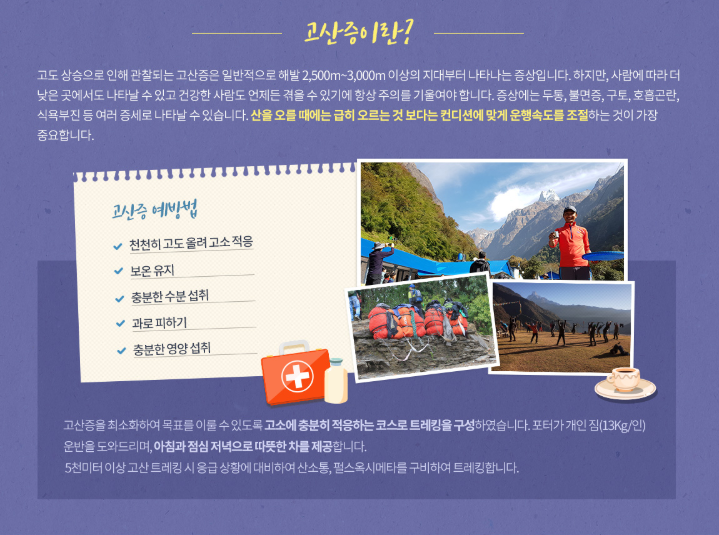 고산증이란?
고도 상승으로 인해 관찰되는 고산증은 일반적으로 해발 2,500m~3,000m 이상의 지대부터 나타나는 증상입니다. 하지만, 사람에 따라 더
낮은 곳에서도 나타날 수 있고 건강한 사람도 언제든 겪을 수 있기에 항상 주의를 기울여야 합니다. 증상에는 두통, 불면증, 구토, 호흡곤란,
식욕부진 등 여러 증세로 나타날 수 있습니다. 산을 오를 때에는 급히 오르는 것 보다는 컨디션에 맞게 운행속도를 조절하는 것이 가장
중요합니다.
고산증 예방법
천천히 고도 올려 고소 적응
보온 유지
충분한 수분 섭취
과로 피하기
충분한 영양 섭취
고산증을 최소화하여 목표를 이룰 수 있도록 고소에 충분히 적응하는 코스로 트레킹을 구성하였습니다. 포터가 개인 짐(13Kg/인)
운반을 도와드리며, 아침과 점심 저녁으로 따뜻한 차를 제공합니다.
5천미터 이상 고산 트레킹 시 응급 상황에 대비하여 산소통, 펄스옥시메타를 구비하여 트레킹합니다.